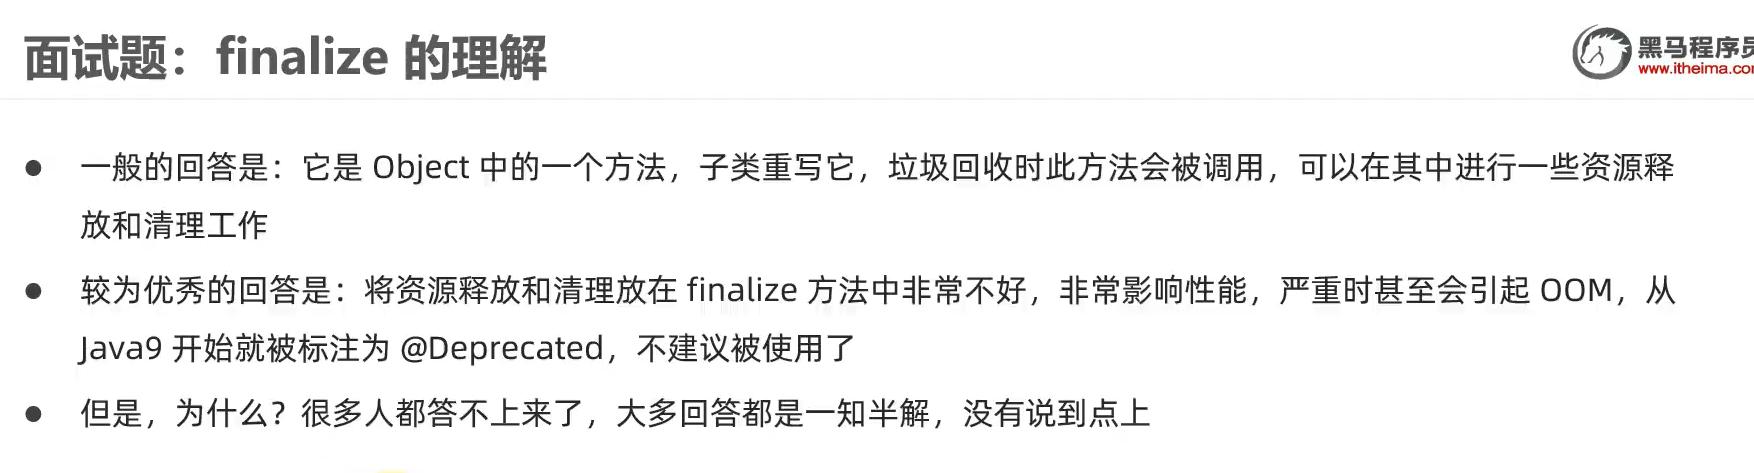 面试题：finalize 的理解
黑马程序员
www.itheima.com
● 一般的回答是：它是 Object 中的一个方法，子类重写它，垃圾回收时此方法会被调用，可以在其中进行一些资源释
放和清理工作
● 较为优秀的回答是：将资源释放和清理放在 finalize 方法中非常不好，非常影响性能，严重时甚至会引起 OOM，从
Java9 开始就被标注为 @Deprecated，不建议被使用了
● 但是，为什么？很多人都答不上来了，大多回答都是一知半解，没有说到点上